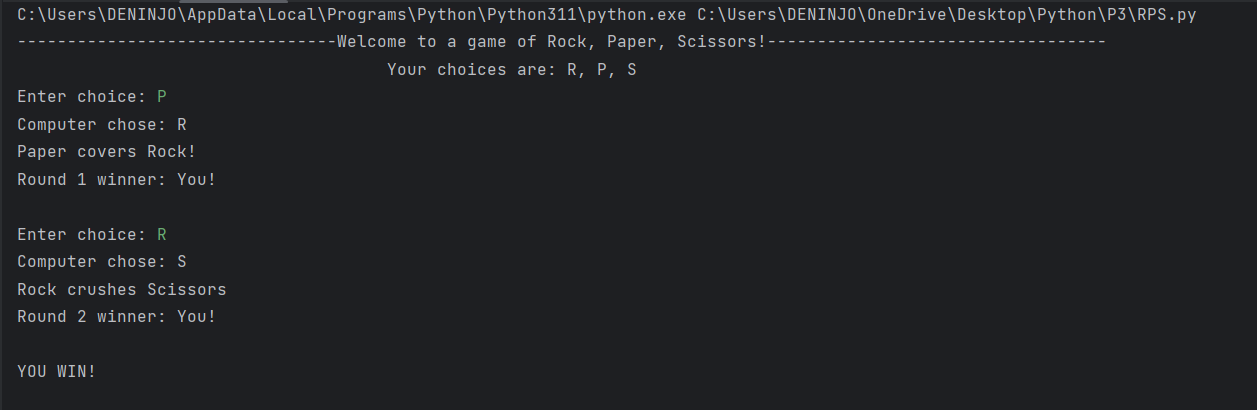 C:\Users\DENINJO\AppData\Local\Programs\Python\Python311\python.exe C:\Users\DENINJO\OneDrive\Desktop\Python\P3\RPS.py
--------------------------------Welcome to a game of Rock, Paper, Scissors!----------------------------------
Your choices are: R, P, S
Enter choice: P
Computer chose: R
Paper covers Rock!
Round 1 winner: You!
Enter choice: R
Computer chose: S
Rock crushes Scissors
Round 2 winner: You!
YOU WIN!